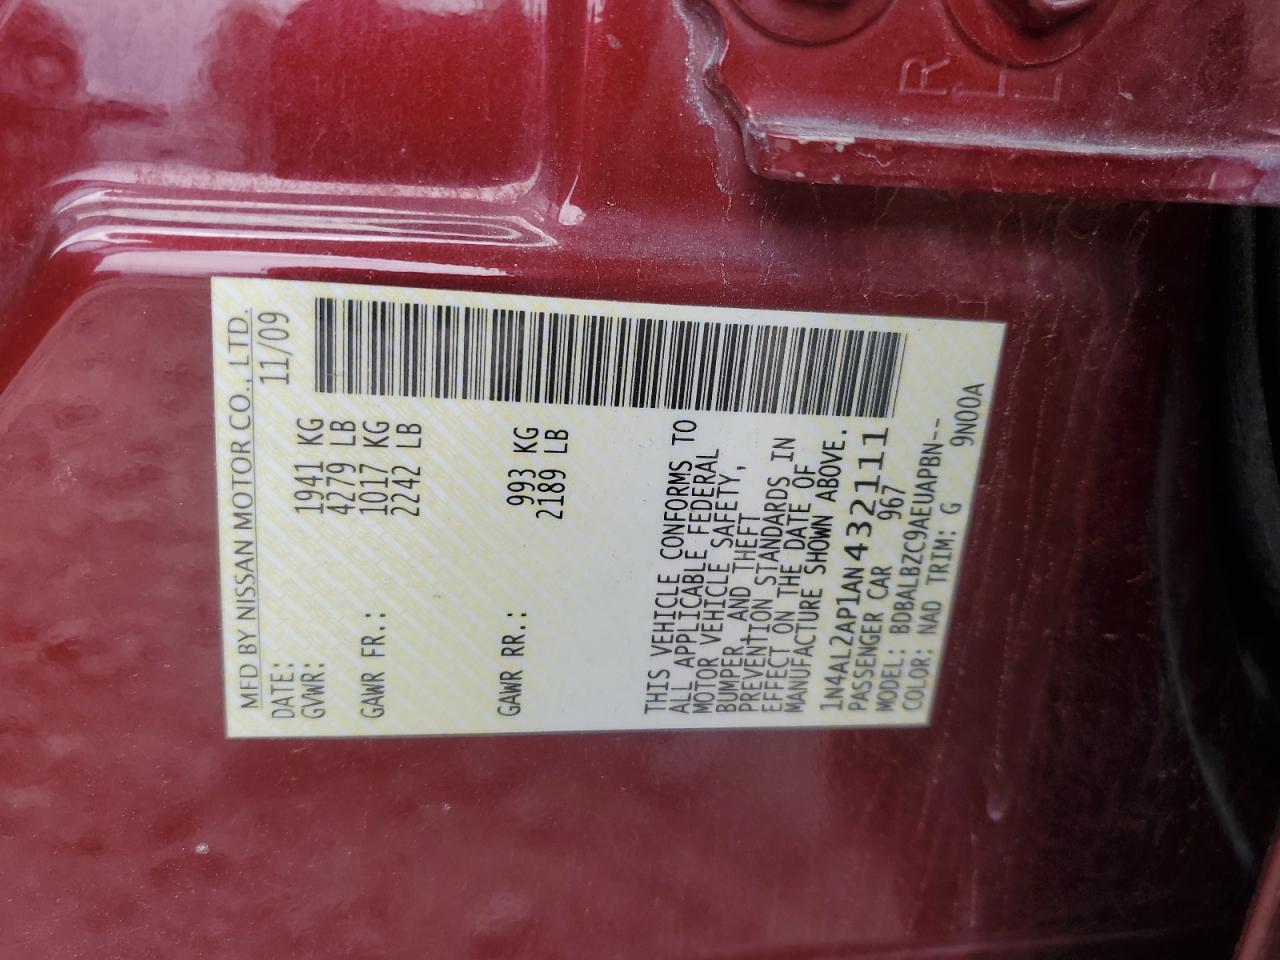 MFD BY NISSAN MOTOR CO., LTD.
DATE: 11/09
GVWR: 1941 KG
4279 LB
GAWR FR.: 1017 KG
2242 LB
GAWR RR.: 993 KG
2189 LB
THIS VEHICLE CONFORMS TO
ALL APPLICABLE FEDERAL
MOTOR VEHICLE SAFETY,
BUMPER, AND THEFT
PREVENTION STANDARDS IN
EFFECT ON THE DATE OF
MANUFACTURE SHOWN ABOVE.
1N4AL2AP1AN432111
PASSENGER CAR 967
MODEL: BDBALBZC9AEUAPBN--
COLOR: NAD TRIM: G 9N00A